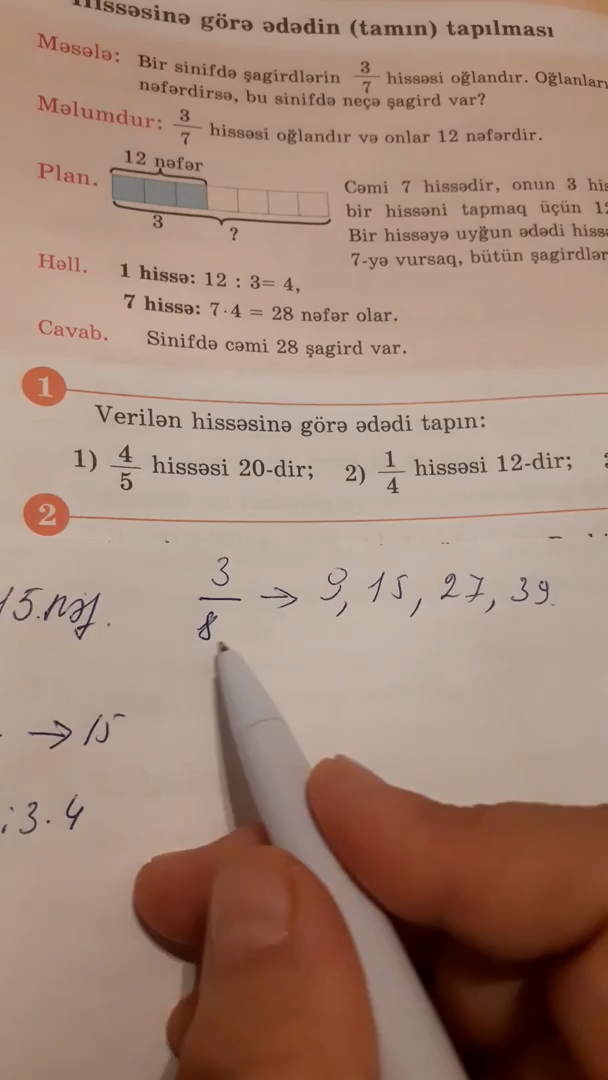 Hissəsinə görə ədədin (tamın) tapılması
Məsələ: Bir sinifdə şagirdlərin 3/7 hissəsi oğlandır. Oğlanları
nəfərdirsə, bu sinifdə neçə şagird var?
Məlumdur: 3/7 hissəsi oğlandır və onlar 12 nəfərdir.
Plan. 12 nəfər
3 ?
Cəmi 7 hissədir, onun 3 his
bir hissəni tapmaq üçün 12
Bir hissəyə uyğun ədədi hissə
7-yə vursaq, bütün şagirdlər
Həll. 1 hissə: 12 : 3= 4,
7 hissə: 7·4 = 28 nəfər olar.
Cavab. Sinifdə cəmi 28 şagird var.
1
Verilən hissəsinə görə ədədi tapın:
1) 4/5 hissəsi 20-dir; 2) 1/4 hissəsi 12-dir;
2
15.nəf. 3/8 → 9, 15, 27, 39.
→ 15
:3·4